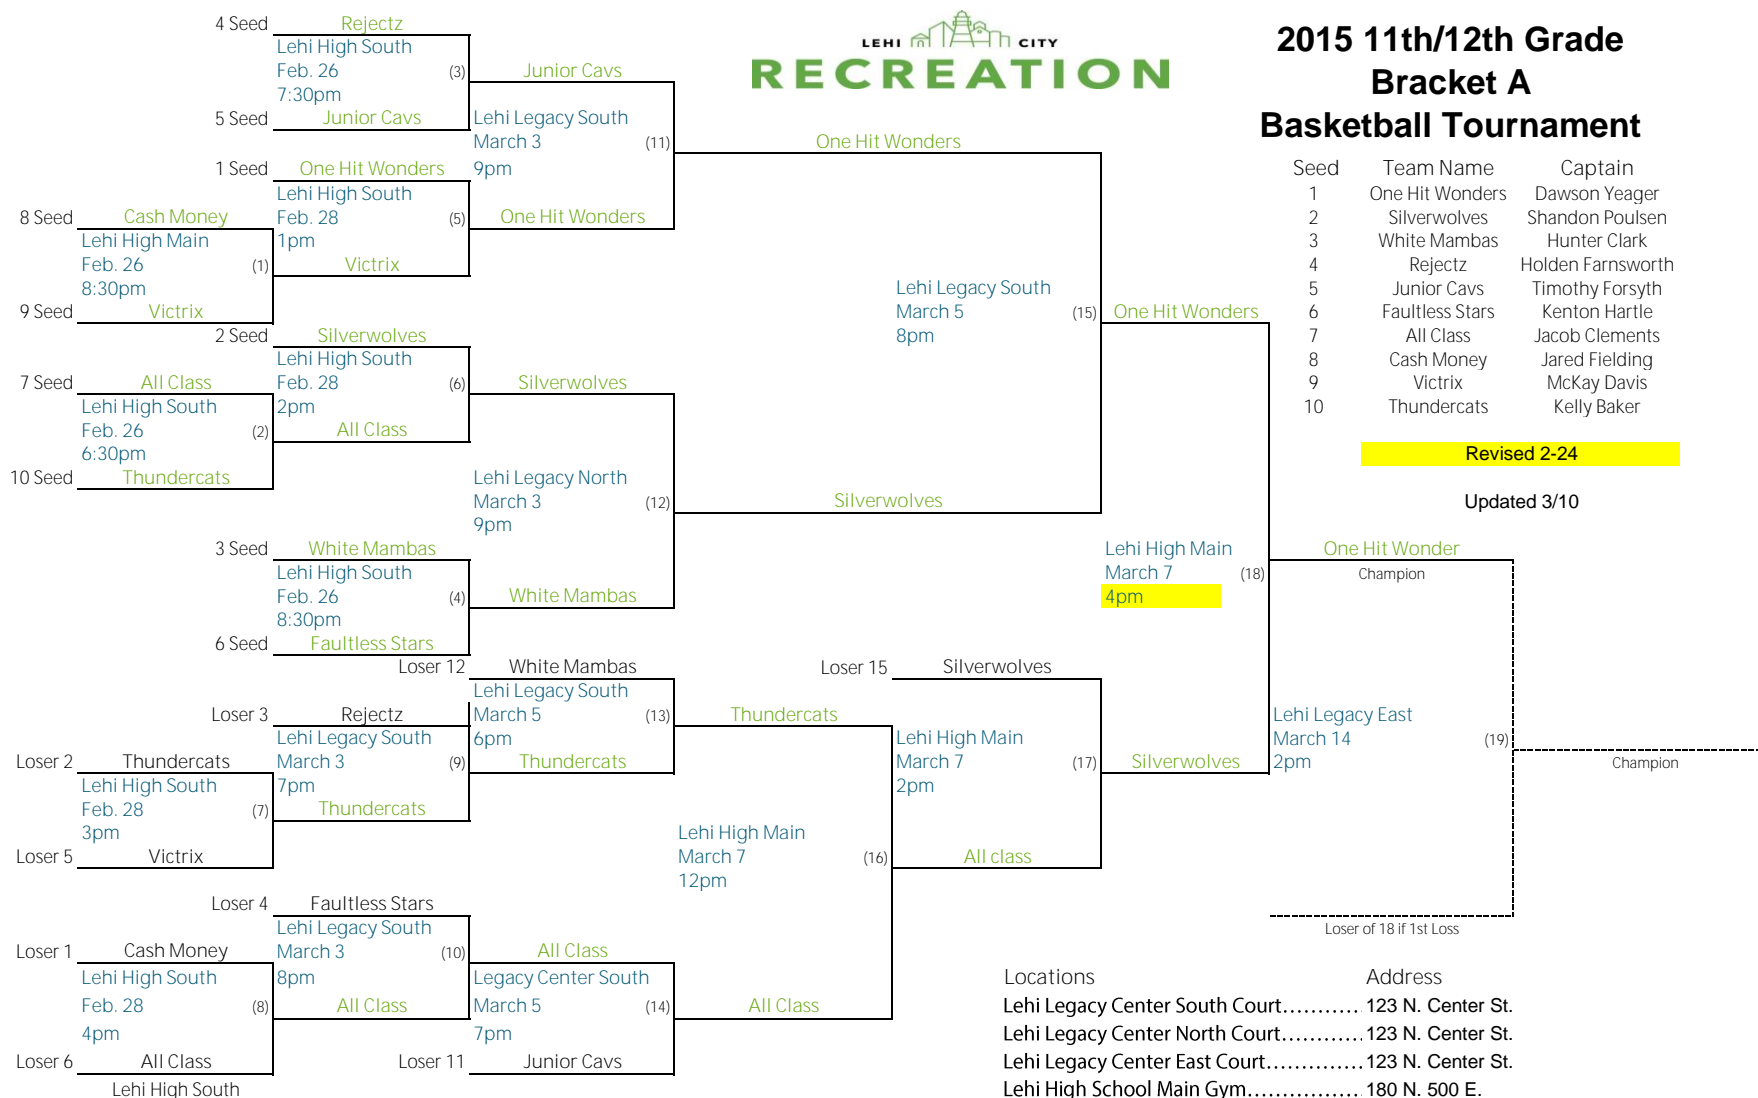 LEHI CITY
RECREATION
2015 11th/12th Grade
Bracket A
Basketball Tournament
Seed Team Name Captain
1 One Hit Wonders Dawson Yeager
2 Silverwolves Shandon Poulsen
3 White Mambas Hunter Clark
4 Rejectz Holden Farnsworth
5 Junior Cavs Timothy Forsyth
6 Faultless Stars Kenton Hartle
7 All Class Jacob Clements
8 Cash Money Jared Fielding
9 Victrix McKay Davis
10 Thundercats Kelly Baker
Revised 2-24
Updated 3/10
4 Seed Rejectz
Lehi High South
Feb. 26 (3)
7:30pm
5 Seed Junior Cavs
Junior Cavs
Lehi Legacy South
March 3 (11)
9pm
1 Seed One Hit Wonders
Lehi High South
Feb. 28 (5)
1pm
Victrix
One Hit Wonders
8 Seed Cash Money
Lehi High Main
Feb. 26 (1)
8:30pm
9 Seed Victrix
One Hit Wonders
2 Seed Silverwolves
Lehi High South
Feb. 28 (6)
2pm
All Class
Silverwolves
7 Seed All Class
Lehi High South
Feb. 26 (2)
6:30pm
10 Seed Thundercats
Lehi Legacy North
March 3 (12)
9pm
Silverwolves
3 Seed White Mambas
Lehi High South
Feb. 26 (4)
8:30pm
6 Seed Faultless Stars
White Mambas
Lehi Legacy South
March 5 (15)
8pm
One Hit Wonders
Lehi High Main
March 7 (18)
4pm
One Hit Wonder
Champion
Loser 12 White Mambas
Lehi Legacy South
March 5 (13)
6pm
Thundercats
Loser 3 Rejectz
Lehi Legacy South
March 3 (9)
7pm
Thundercats
Loser 2 Thundercats
Lehi High South
Feb. 28 (7)
3pm
Loser 5 Victrix
Thundercats
Loser 15 Silverwolves
Lehi High Main
March 7 (17)
2pm
Silverwolves
Lehi High Main
March 7 (16)
12pm
All class
Lehi Legacy East
March 14 (19)
2pm
Champion
Loser of 18 if 1st Loss
Loser 4 Faultless Stars
Lehi Legacy South
March 3 (10)
8pm
All Class
Loser 1 Cash Money
Lehi High South
Feb. 28 (8)
4pm
Loser 6 All Class
Lehi High South
All Class
Legacy Center South
March 5 (14)
7pm
Loser 11 Junior Cavs
All Class
Locations Address
Lehi Legacy Center South Court............. 123 N. Center St.
Lehi Legacy Center North Court............. 123 N. Center St.
Lehi Legacy Center East Court............... 123 N. Center St.
Lehi High School Main Gym.................. 180 N. 500 E.